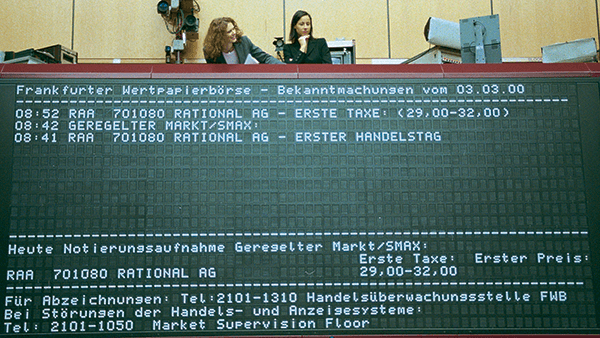 Frankfurter Wertpapierbörse - Bekanntmachungen vom 03.03.00
08:52 RAA 701080 RATIONAL AG - ERSTE TAXE: (29,00-32,00)
08:42 GEREGELTER MARKT/SMAX:
08:41 RAA 701080 RATIONAL AG - ERSTER HANDELSTAG
Heute Notierungsaufnahme Geregelter Markt/SMAX:
Erste Taxe: Erster Preis:
RAA 701080 RATIONAL AG 29,00-32,00
Für Abzeichnungen: Tel:2101-1310 Handelsüberwachungssstelle FWB
Bei Störungen der Handels- und Anzeigesysteme:
Tel: 2101-1050 Market Supervision Floor